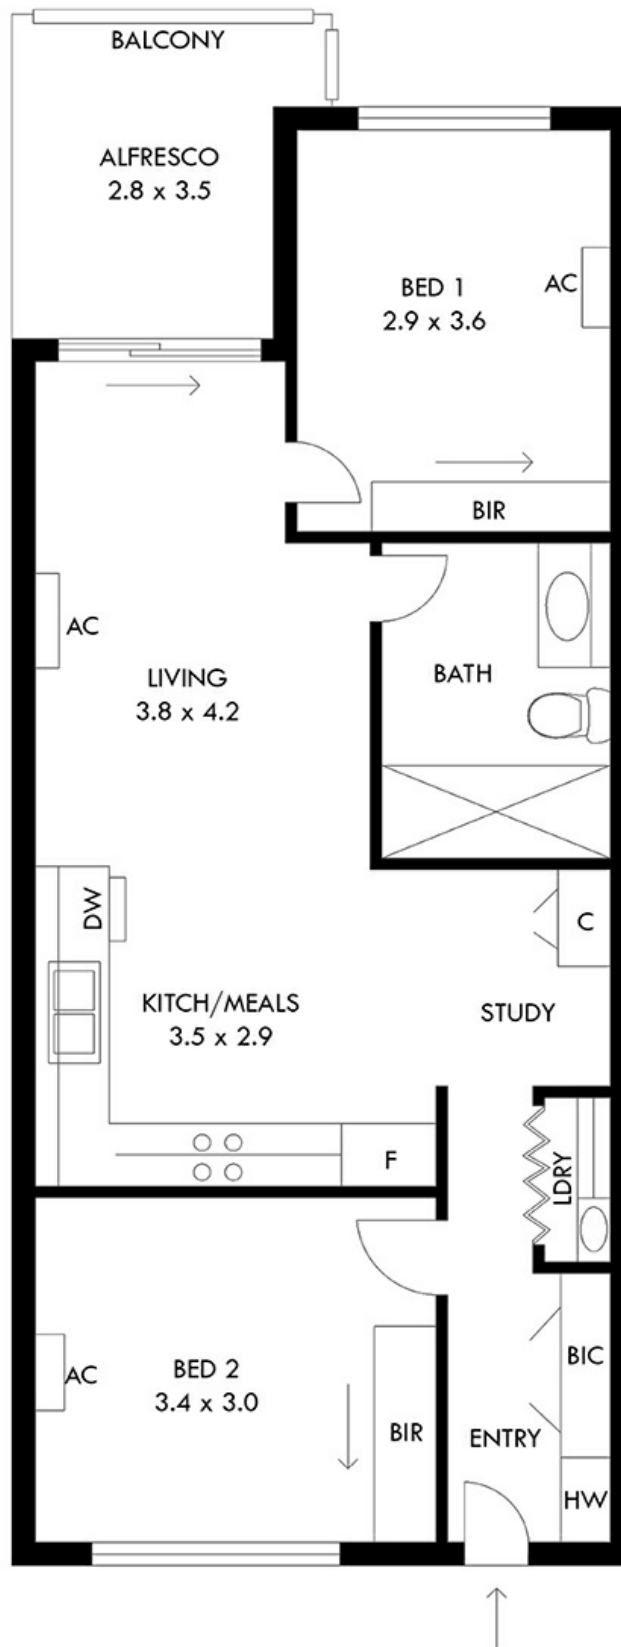 BALCONY
ALFRESCO
2.8 x 3.5
BED 1
2.9 x 3.6
AC
BIR
AC
LIVING
3.8 x 4.2
BATH
DW
C
KITCH/MEALS
3.5 x 2.9
STUDY
F
LDRY
BED 2
3.4 x 3.0
AC
BIR
BIC
ENTRY
HW